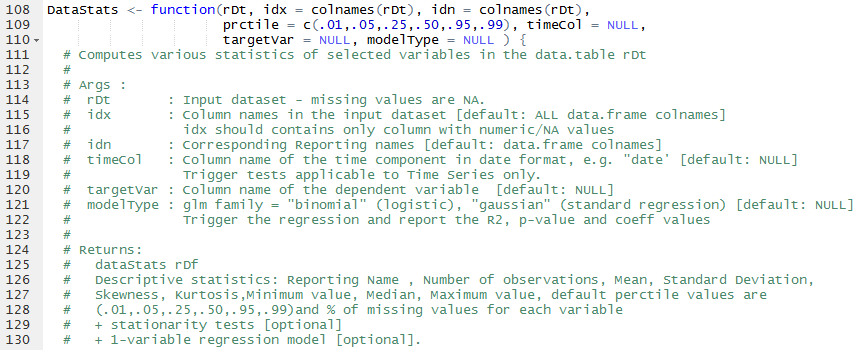 108 DataStats <- function(rDt, idx = colnames(rDt), idn = colnames(rDt),
109 prctile = c(.01,.05,.25,.50,.95,.99), timeCol = NULL,
110 targetVar = NULL, modelType = NULL ) {
111 # Computes various statistics of selected variables in the data.table rDt
112 #
113 # Args :
114 # rDt : Input dataset - missing values are NA.
115 # idx : Column names in the input dataset [default: ALL data.frame colnames]
116 # idx should contains only column with numeric/NA values
117 # idn : Corresponding Reporting names [default: data.frame colnames]
118 # timeCol : Column name of the time component in date format, e.g. "date' [default: NULL]
119 # Trigger tests applicable to Time Series only.
120 # targetVar : Column name of the dependent variable [default: NULL]
121 # modelType : glm family = "binomial" (logistic), "gaussian" (standard regression) [default: NULL]
122 # Trigger the regression and report the R2, p-value and coeff values
123 #
124 # Returns:
125 # dataStats rDf
126 # Descriptive statistics: Reporting Name , Number of observations, Mean, Standard Deviation,
127 # Skewness, Kurtosis,Minimum value, Median, Maximum value, default perctile values are
128 # (.01,.05,.25,.50,.95,.99)and % of missing values for each variable
129 # + stationarity tests [optional]
130 # + 1-variable regression model [optional].